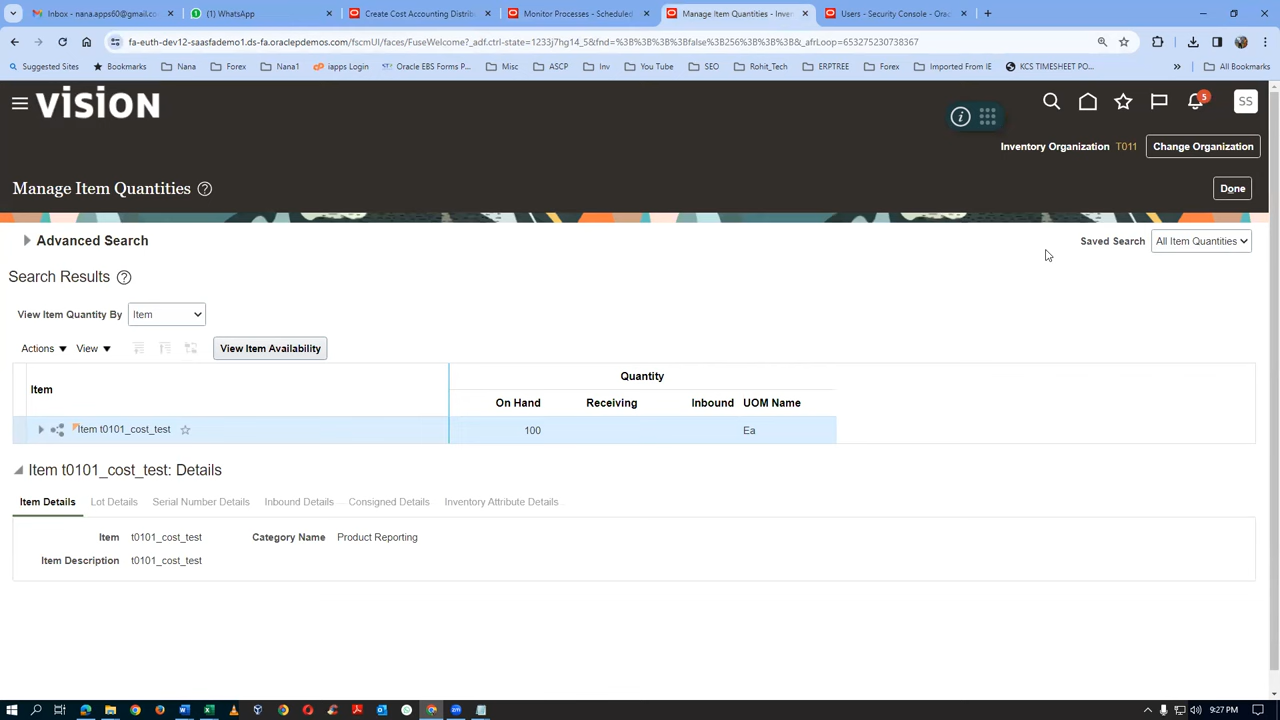 Inbox - nana.apps60@gmail.co
(1) WhatsApp
Create Cost Accounting Distrib
Monitor Processes - Scheduled
Manage Item Quantities - Inven
Users - Security Console - Orac
fa-euth-dev12-saasfademo1.ds-fa.oraclepdemos.com/fscmUI/faces/FuseWelcome?_adf.ctrl-state=1233j7hg14_5&fnd=%3B%3B%3B%3Bfalse%3B256%3B%3B%3B&_afrLoop=653275230738367
Suggested Sites
Bookmarks
Nana
Forex
Nana1
iapps Login
Oracle EBS Forms P...
Misc
ASCP
Inv
You Tube
SEO
Rohit_Tech
ERPTREE
Forex
Imported From IE
KCS TIMESHEET PO...
All Bookmarks
VISION
5
SS
Inventory Organization T011 Change Organization
Manage Item Quantities ?
Done
Advanced Search
Saved Search All Item Quantities
Search Results ?
View Item Quantity By Item
Actions View View Item Availability
Item
Quantity
On Hand Receiving Inbound UOM Name
Item t0101_cost_test 100 Ea
Item t0101_cost_test: Details
Item Details Lot Details Serial Number Details Inbound Details Consigned Details Inventory Attribute Details
Item t0101_cost_test Category Name Product Reporting
Item Description t0101_cost_test
9:27 PM